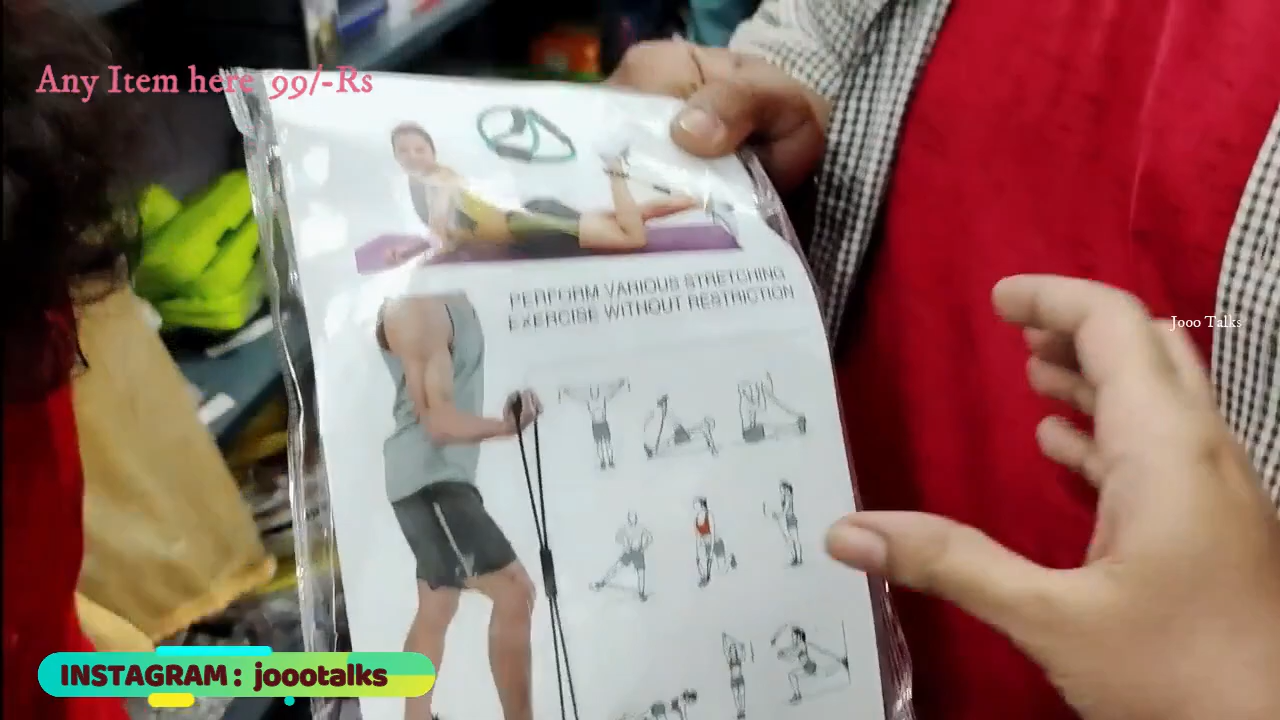 Any Item here 99/-Rs
PERFORM VARIOUS STRETCHING
EXERCISE WITHOUT RESTRICTION
Jooo Talks
INSTAGRAM : joootalks